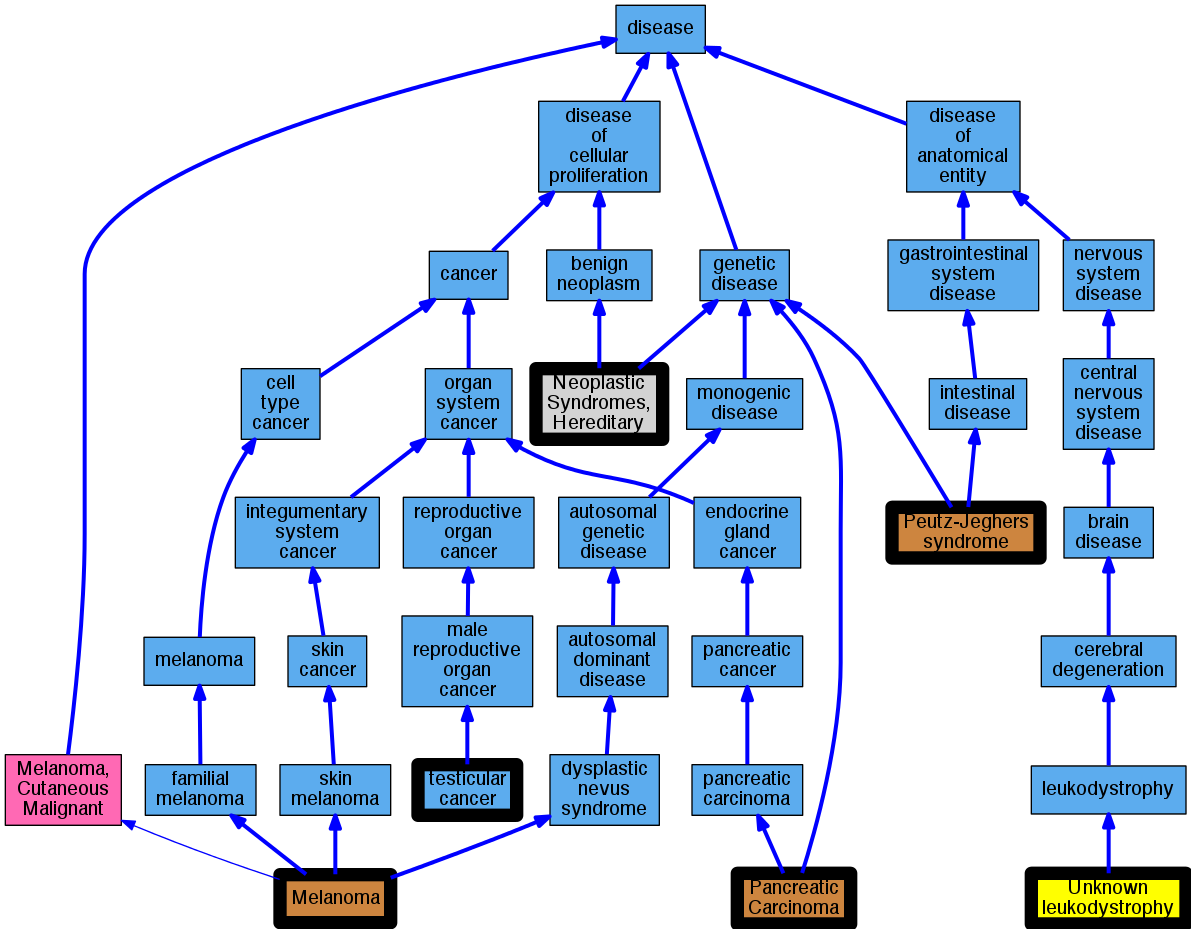 disease
disease
of
cellular
proliferation
disease
of
anatomical
entity
cancer
benign
neoplasm
genetic
disease
gastrointestinal
system
disease
nervous
system
disease
cell
type
cancer
organ
system
cancer
Neoplastic
Syndromes,
Hereditary
monogenic
disease
intestinal
disease
central
nervous
system
disease
integumentary
system
cancer
reproductive
organ
cancer
autosomal
genetic
disease
endocrine
gland
cancer
Peutz-Jeghers
syndrome
brain
disease
melanoma
skin
cancer
male
reproductive
organ
cancer
autosomal
dominant
disease
pancreatic
cancer
cerebral
degeneration
Melanoma,
Cutaneous
Malignant
familial
melanoma
skin
melanoma
testicular
cancer
dysplastic
nevus
syndrome
pancreatic
carcinoma
leukodystrophy
Melanoma
Pancreatic
Carcinoma
Unknown
leukodystrophy